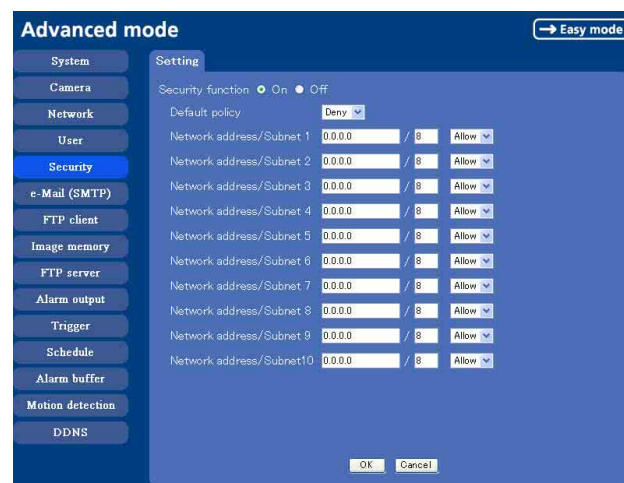 Advanced mode
→ Easy mode
System
Camera
Network
User
Security
e-Mail (SMTP)
FTP client
Image memory
FTP server
Alarm output
Trigger
Schedule
Alarm buffer
Motion detection
DDNS
Setting
Security function On Off
Default policy Deny
Network address/Subnet 1 0.0.0.0 / 8 Allow
Network address/Subnet 2 0.0.0.0 / 8 Allow
Network address/Subnet 3 0.0.0.0 / 8 Allow
Network address/Subnet 4 0.0.0.0 / 8 Allow
Network address/Subnet 5 0.0.0.0 / 8 Allow
Network address/Subnet 6 0.0.0.0 / 8 Allow
Network address/Subnet 7 0.0.0.0 / 8 Allow
Network address/Subnet 8 0.0.0.0 / 8 Allow
Network address/Subnet 9 0.0.0.0 / 8 Allow
Network address/Subnet10 0.0.0.0 / 8 Allow
OK Cancel